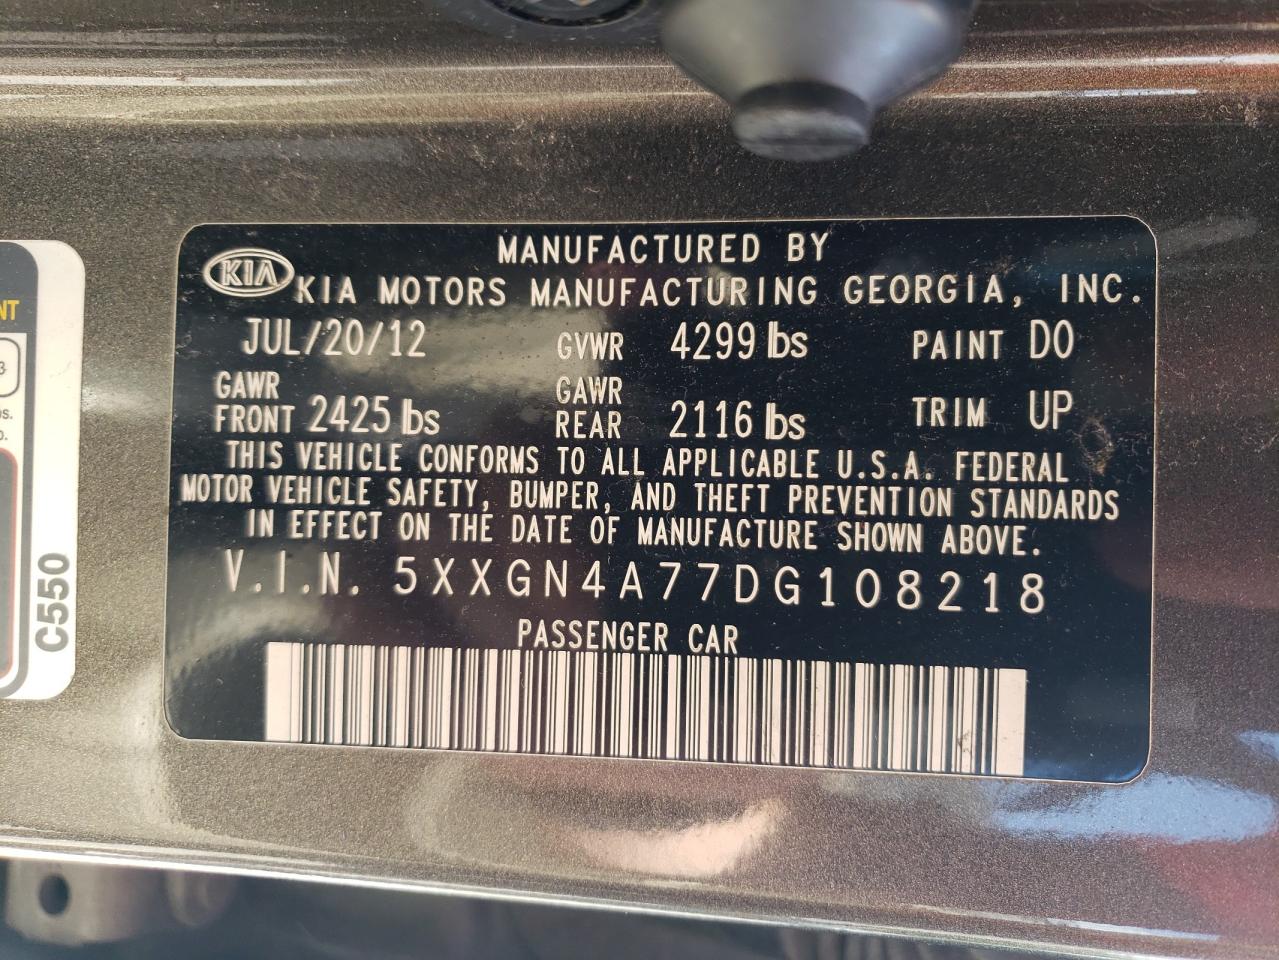 MANUFACTURED BY
KIA KIA MOTORS MANUFACTURING GEORGIA, INC.
JUL/20/12 GVWR 4299 lbs PAINT D0
GAWR FRONT 2425 lbs GAWR REAR 2116 lbs TRIM UP
THIS VEHICLE CONFORMS TO ALL APPLICABLE U.S.A. FEDERAL
MOTOR VEHICLE SAFETY, BUMPER, AND THEFT PREVENTION STANDARDS
IN EFFECT ON THE DATE OF MANUFACTURE SHOWN ABOVE.
V.I.N. 5XXGN4A77DG108218
PASSENGER CAR
C550